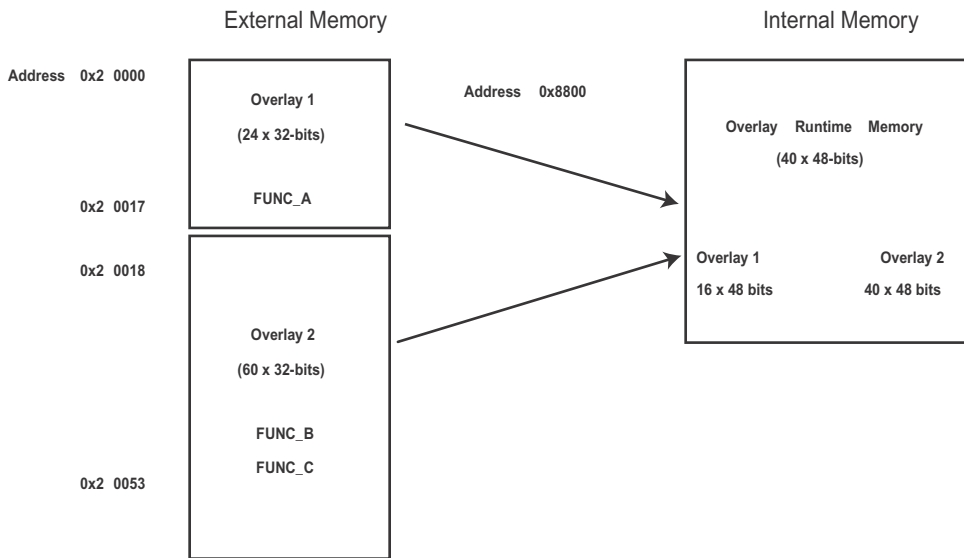 External Memory
Internal Memory
Address 0x2 0000
Overlay 1
(24 x 32-bits)
FUNC_A
0x2 0017
0x2 0018
Overlay 2
(60 x 32-bits)
FUNC_B
FUNC_C
0x2 0053
Address 0x8800
Overlay Runtime Memory
(40 x 48-bits)
Overlay 1
16 x 48 bits
Overlay 2
40 x 48 bits